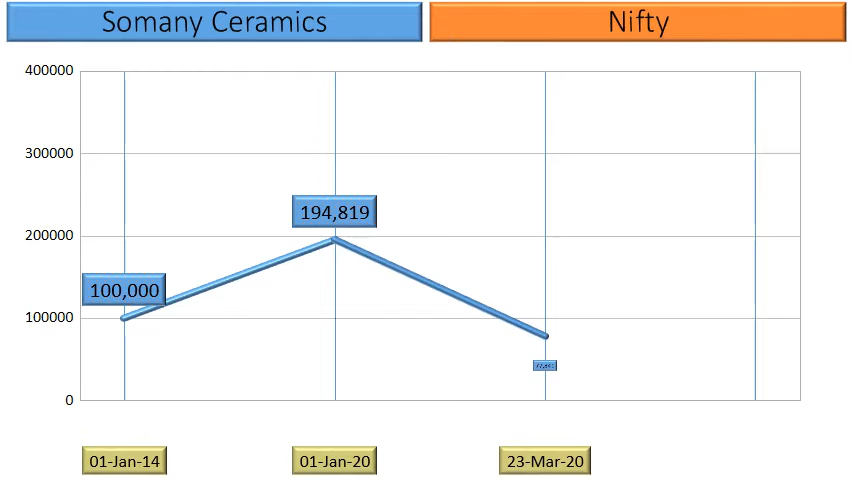 Somany Ceramics
Nifty
400000
300000
200000
100000
0
100,000
194,819
01-Jan-14
01-Jan-20
23-Mar-20